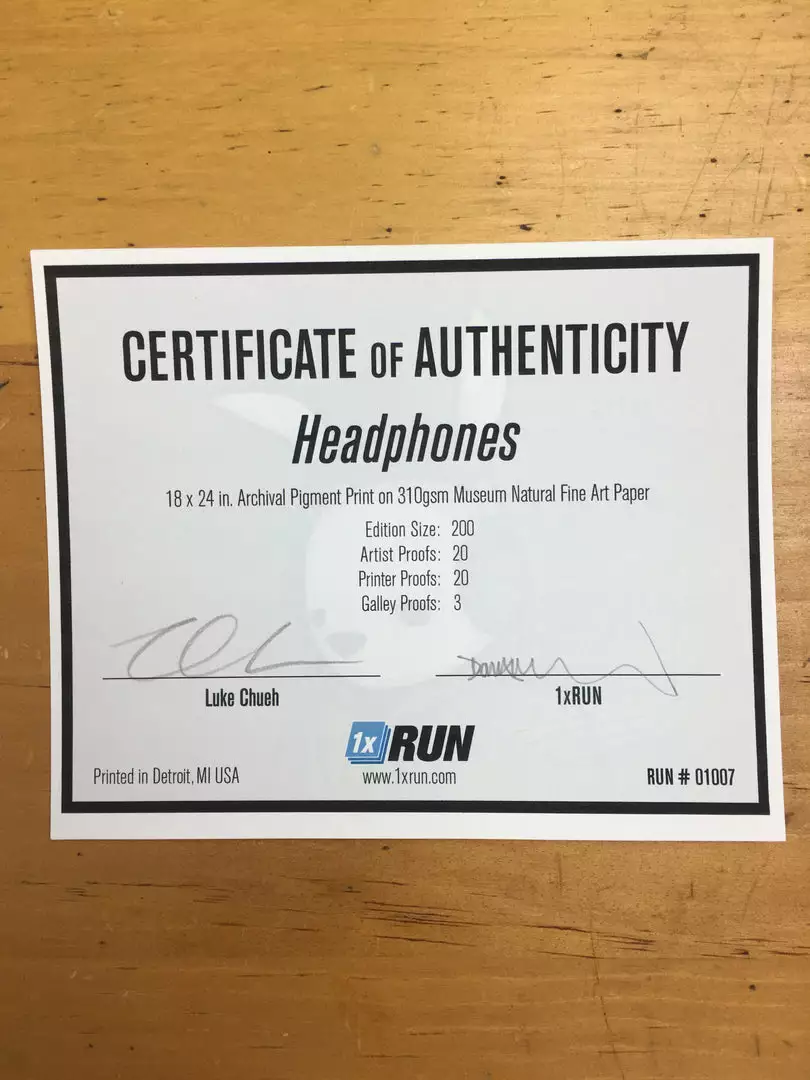 CERTIFICATE OF AUTHENTICITY
Headphones
18 x 24 in. Archival Pigment Print on 310gsm Museum Natural Fine Art Paper
Edition Size: 200
Artist Proofs: 20
Printer Proofs: 20
Galley Proofs: 3
Luke Chueh
1xRUN
1x RUN
www.1xrun.com
Printed in Detroit, MI USA
RUN # 01007